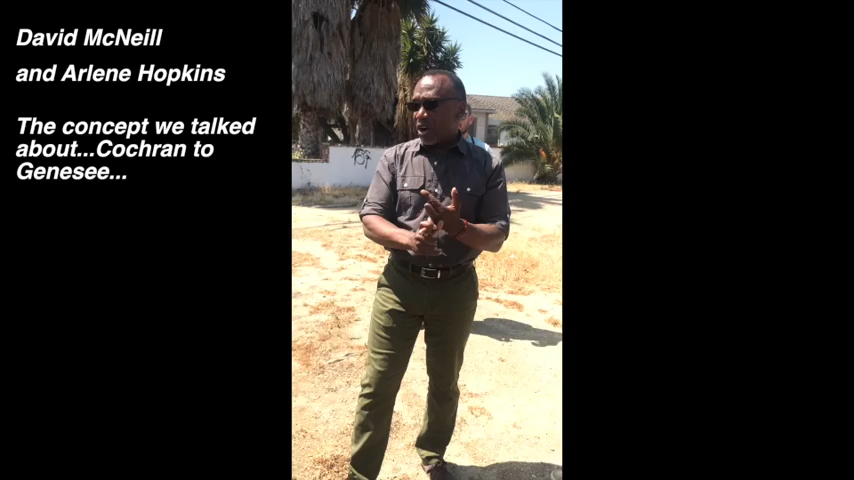 David McNeill
and Arlene Hopkins
The concept we talked
about...Cochran to
Genesee...